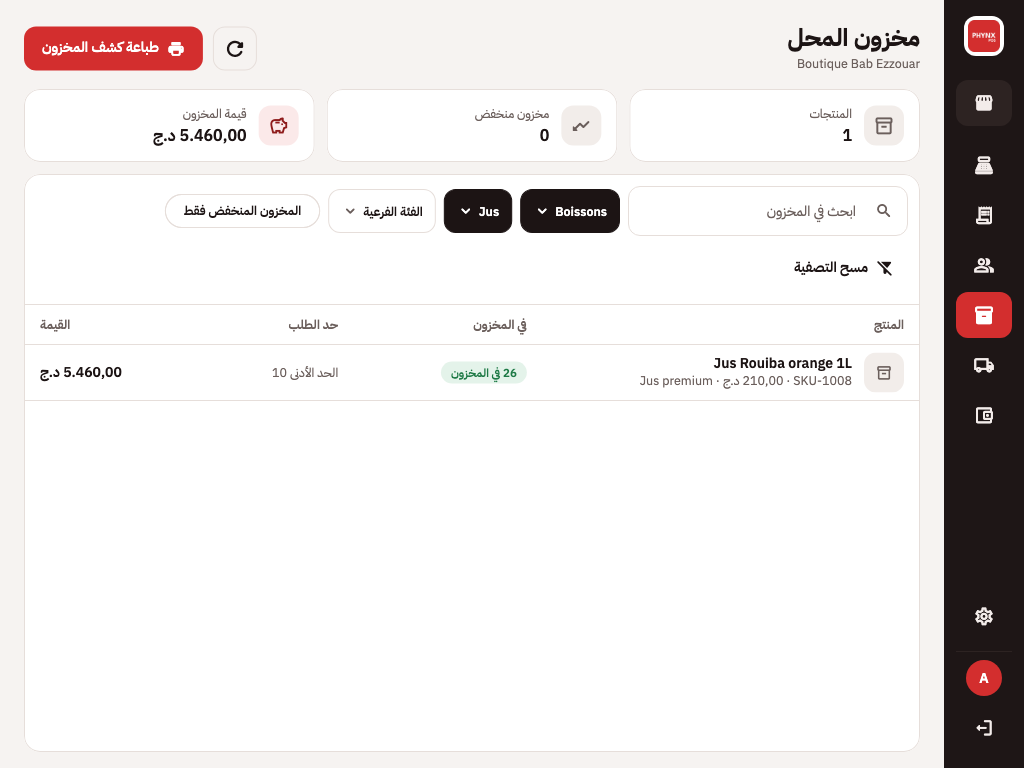 PHYNX
مخزون المحل
Boutique Bab Ezzouar
طباعة كشف المخزون
المنتجات
1
مخزون منخفض
0
قيمة المخزون
5.460,00 د.ج
ابحث في المخزون
Boissons
Jus
الفئة الفرعية
المخزون المنخفض فقط
مسح التصفية
المنتج
في المخزون
حد الطلب
القيمة
Jus Rouiba orange 1L
Jus premium · د.ج 210,00 · SKU-1008
26 في المخزون
الحد الأدنى 10
5.460,00 د.ج
A